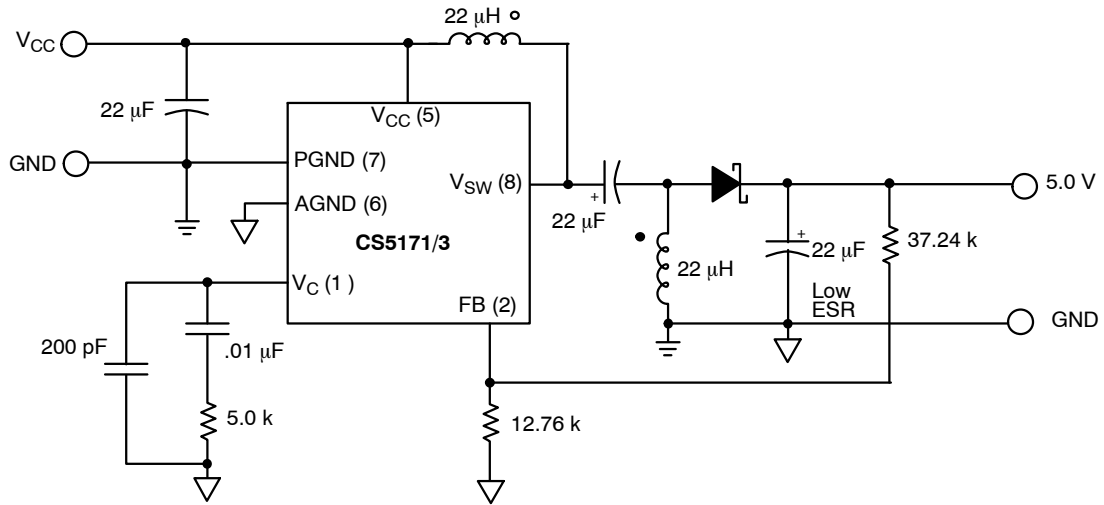 22 μH
VCC
22 μF
VCC (5)
GND
PGND (7)
VSW (8)
5.0 V
AGND (6)
+
22 μF
CS5171/3
22 μH
+
22 μF
37.24 k
Low
ESR
VC (1 )
FB (2)
GND
200 pF
.01 μF
5.0 k
12.76 k